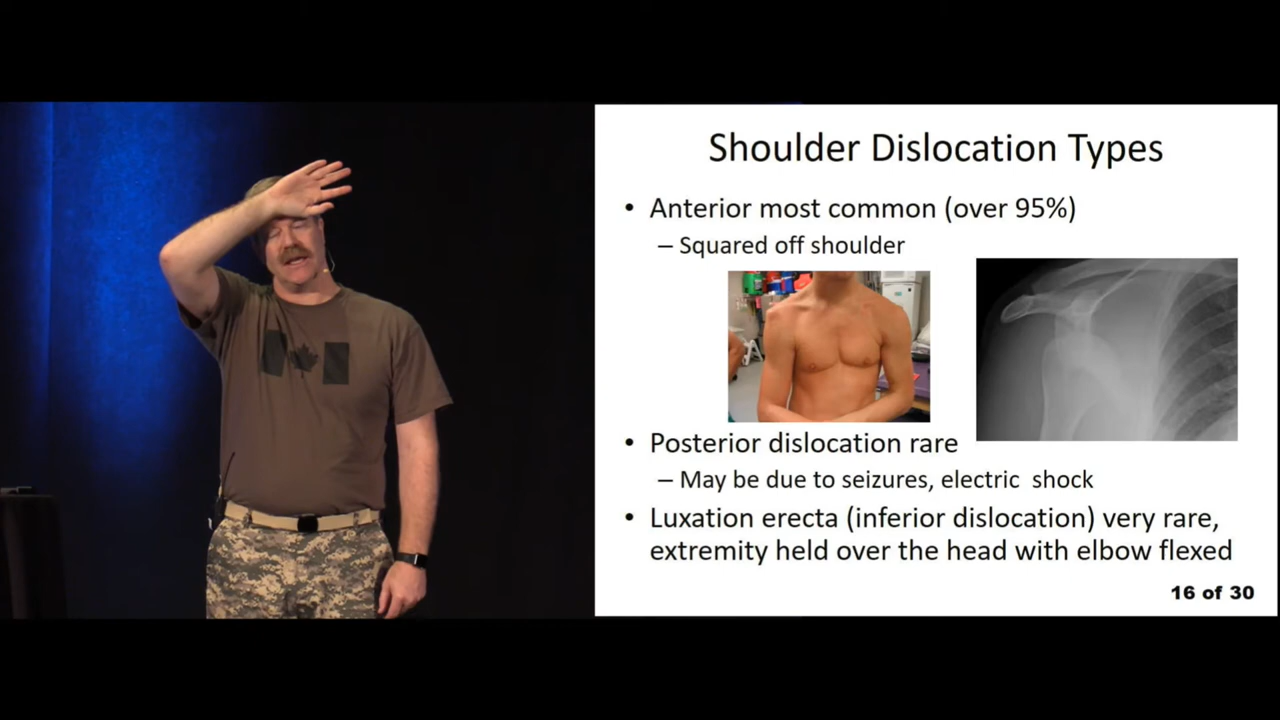 Shoulder Dislocation Types
• Anterior most common (over 95%)
– Squared off shoulder
• Posterior dislocation rare
– May be due to seizures, electric  shock
• Luxation erecta (inferior dislocation) very rare,
extremity held over the head with elbow flexed
16 of 30